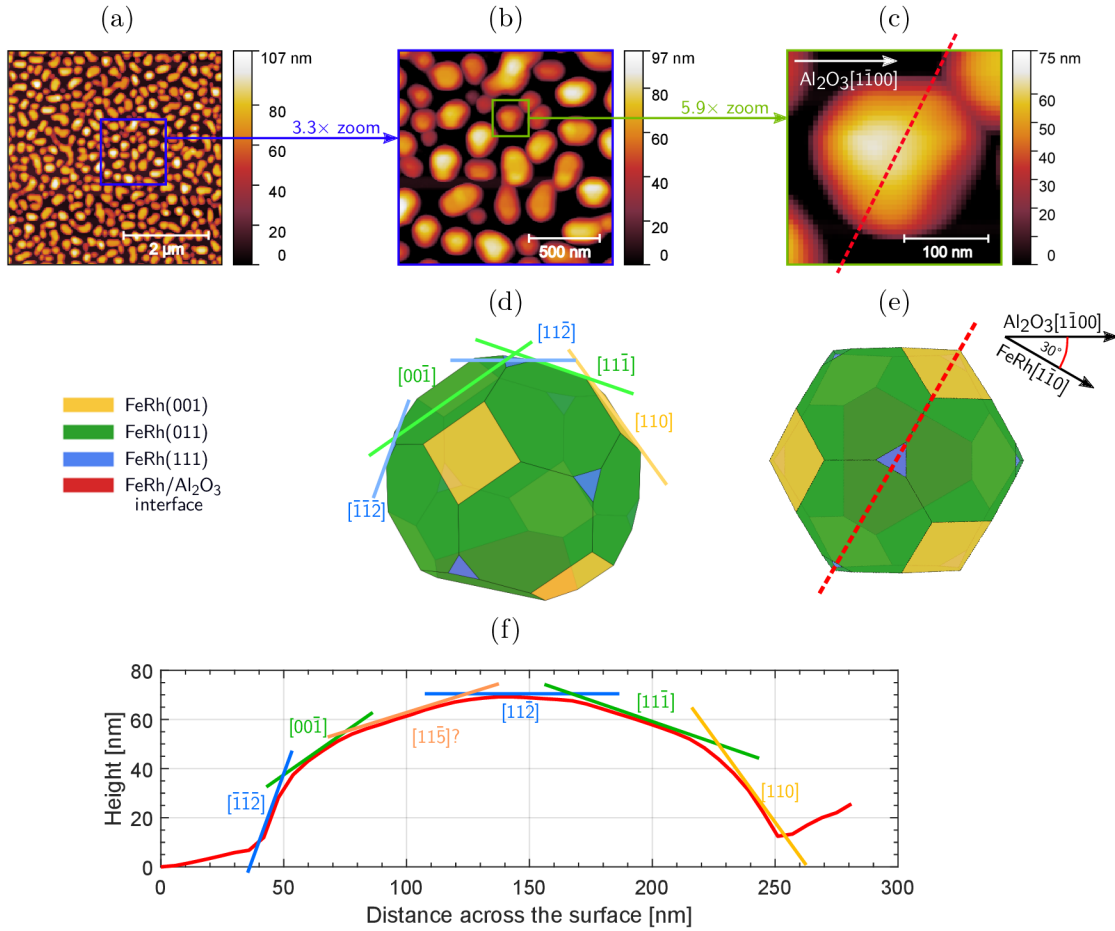 (a)
(b)
(c)
107 nm
80
60
40
20
0
2 µm
3.3× zoom
97 nm
80
60
40
20
0
500 nm
5.9× zoom
Al₂O₃[11̅00]
75 nm
60
50
40
30
20
10
0
100 nm
(d)
(e)
FeRh(001)
FeRh(011)
FeRh(111)
FeRh/Al₂O₃
interface
[112̅]
[001̅]
[111̅]
[110]
[1̅1̅2̅]
Al₂O₃[11̅00]
30°
FeRh[11̅0]
(f)
Height [nm]
80
60
40
20
0
[1̅1̅2̅]
[001̅]
[115̅]?
[112̅]
[111̅]
[110]
0
50
100
150
200
250
300
Distance across the surface [nm]